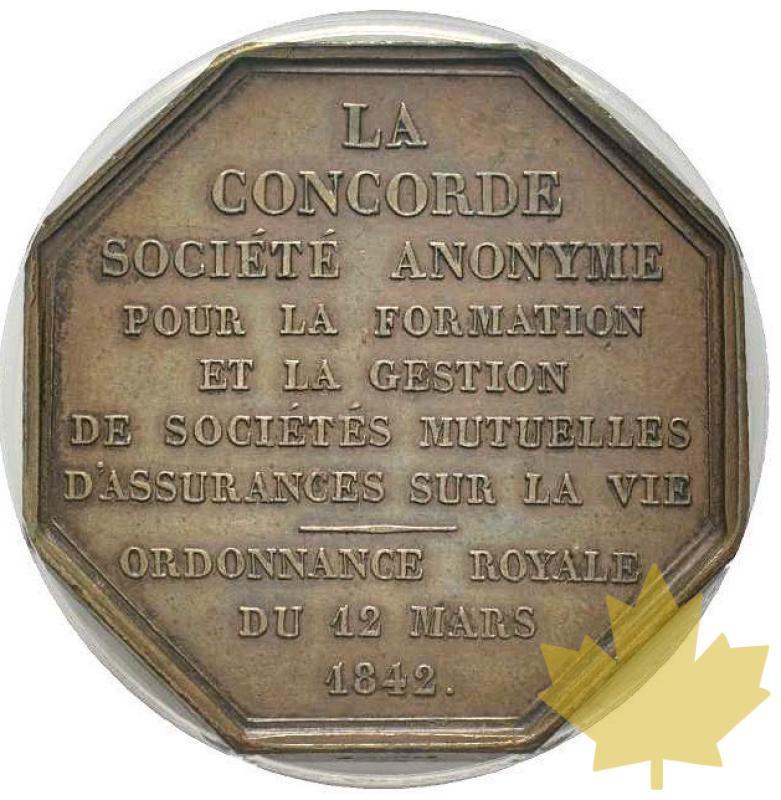 LA
CONCORDE
SOCIÉTÉ ANONYME
POUR LA FORMATION
ET LA GESTION
DE SOCIÉTÉS MUTUELLES
D'ASSURANCES SUR LA VIE
ORDONNANCE ROYALE
DU 12 MARS
1842.